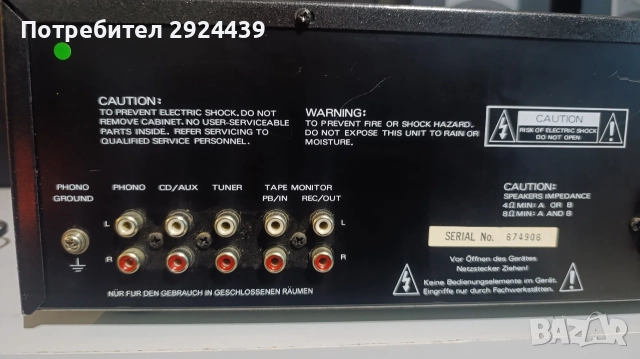 Потребител 2924439
CAUTION:
TO PREVENT ELECTRIC SHOCK, DO NOT
REMOVE CABINET. NO USER-SERVICEABLE
PARTS INSIDE. REFER SERVICING TO
QUALIFIED SERVICE PERSONNEL.
WARNING:
TO PREVENT FIRE OR SHOCK HAZARD,
DO NOT EXPOSE THIS UNIT TO RAIN OR
MOISTURE.
CAUTION
RISK OF ELECTRIC SHOCK
DO NOT OPEN
PHONO
GROUND
PHONO CD/AUX TUNER TAPE MONITOR
PB/IN REC/OUT
L L
R R
CAUTION:
SPEAKERS IMPEDANCE
4Ω MIN: A OR B
8Ω MIN: A AND B
SERIAL No. 674906
Vor Öffnen des Gerätes
Netzstecker Ziehen!
Keine Bedienungselemente im Gerät.
Eingriffe nur durch Fachwerkstätten.
NUR FUR DEN GEBRAUCH IN GESCHLOSSENEN RÄUMEN
BAZAR